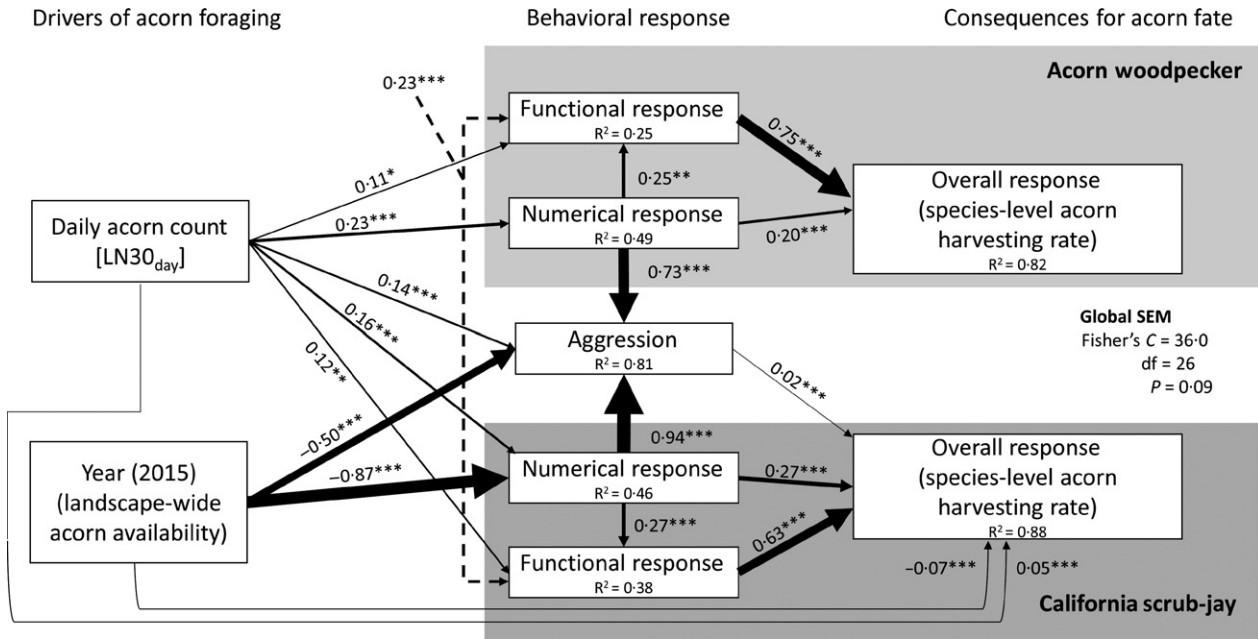 Drivers of acorn foraging
Behavioral response
Consequences for acorn fate
0·23***
Acorn woodpecker
Functional response
R² = 0·25
0·75***
0·11*
0·25**
Overall response
(species-level acorn
harvesting rate)
R² = 0·82
Daily acorn count
[LN30day]
0·23***
Numerical response
R² = 0·49
0·20***
0·73***
0·14***
0·16***
0·12**
Aggression
R² = 0·81
0·02***
Global SEM
Fisher's C = 36·0
df = 26
P = 0·09
−0·50***
0·94***
Year (2015)
(landscape-wide
acorn availability)
−0·87***
Numerical response
R² = 0·46
0·27***
Overall response
(species-level acorn
harvesting rate)
R² = 0·88
0·27***
0·63***
Functional response
R² = 0·38
−0·07***
0·05***
California scrub-jay